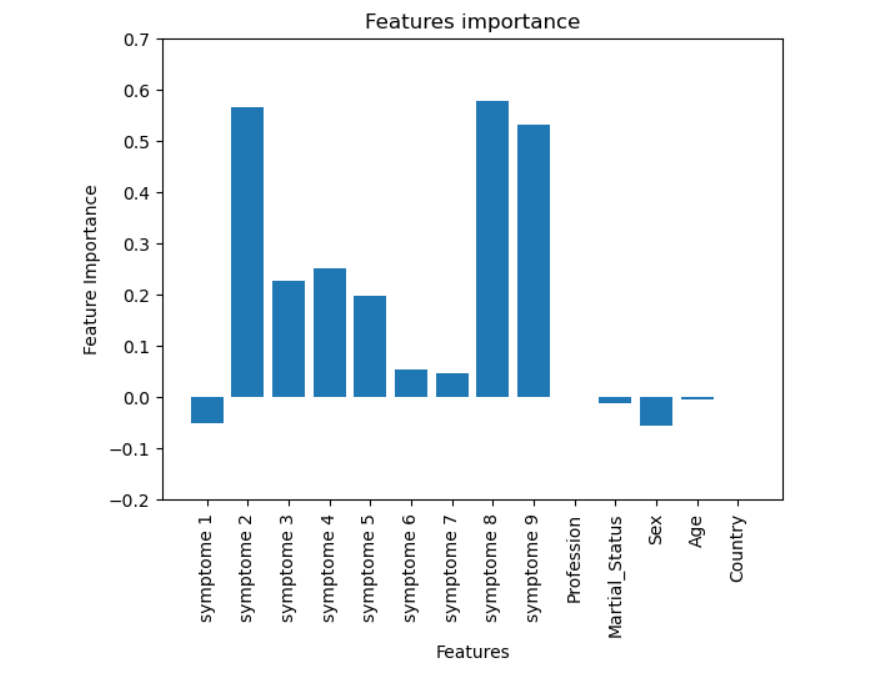 Features importance
0.7
0.6
0.5
0.4
0.3
0.2
0.1
0.0
−0.1
−0.2
Feature Importance
symptome 1
symptome 2
symptome 3
symptome 4
symptome 5
symptome 6
symptome 7
symptome 8
symptome 9
Profession
Martial_Status
Sex
Age
Country
Features